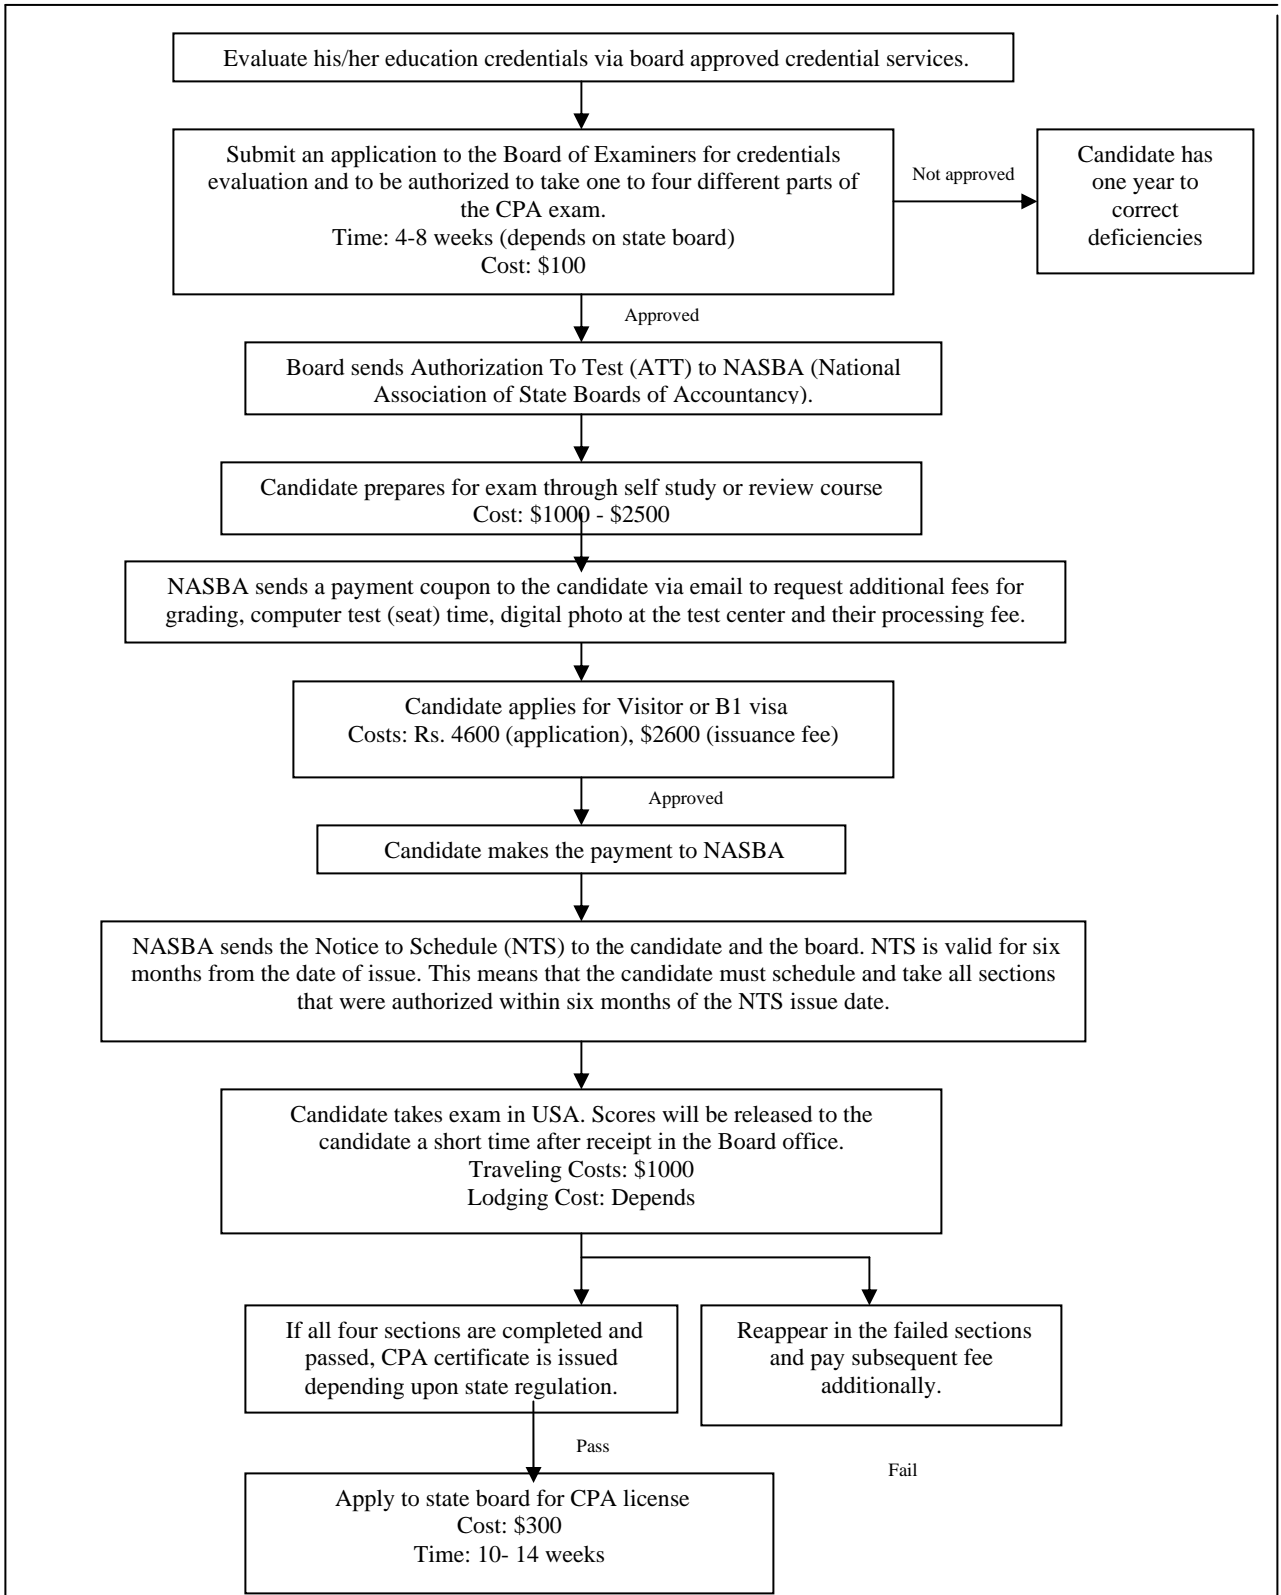 Evaluate his/her education credentials via board approved credential services.
Submit an application to the Board of Examiners for credentials
evaluation and to be authorized to take one to four different parts of
the CPA exam.
Time: 4-8 weeks (depends on state board)
Cost: $100
Not approved
Candidate has
one year to
correct
deficiencies
Approved
Board sends Authorization To Test (ATT) to NASBA (National
Association of State Boards of Accountancy).
Candidate prepares for exam through self study or review course
Cost: $1000 - $2500
NASBA sends a payment coupon to the candidate via email to request additional fees for
grading, computer test (seat) time, digital photo at the test center and their processing fee.
Candidate applies for Visitor or B1 visa
Costs: Rs. 4600 (application), $2600 (issuance fee)
Approved
Candidate makes the payment to NASBA
NASBA sends the Notice to Schedule (NTS) to the candidate and the board. NTS is valid for six
months from the date of issue. This means that the candidate must schedule and take all sections
that were authorized within six months of the NTS issue date.
Candidate takes exam in USA. Scores will be released to the
candidate a short time after receipt in the Board office.
Traveling Costs: $1000
Lodging Cost: Depends
If all four sections are completed and
passed, CPA certificate is issued
depending upon state regulation.
Reappear in the failed sections
and pay subsequent fee
additionally.
Pass
Fail
Apply to state board for CPA license
Cost: $300
Time: 10- 14 weeks